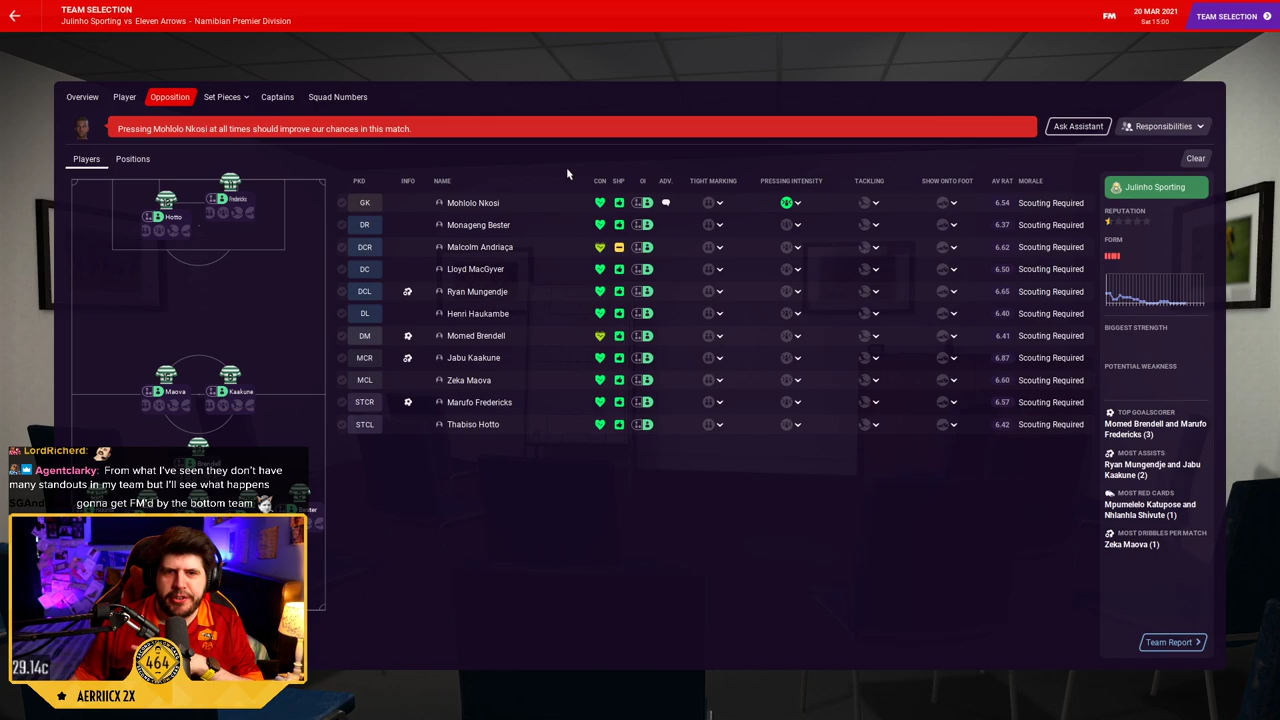 TEAM SELECTION
Julinho Sporting vs Eleven Arrows - Namibian Premier Division
FM
20 MAR 2021
Sat 15:00
TEAM SELECTION
Overview Player Opposition Set Pieces Captains Squad Numbers
Pressing Mohlolo Nkosi at all times should improve our chances in this match.
Ask Assistant Responsibilities
Players Positions
Clear
PKD INFO NAME CON SHP OI ADV. TIGHT MARKING PRESSING INTENSITY TACKLING SHOW ONTO FOOT AV RAT MORALE
GK Mohlolo Nkosi 6.54 Scouting Required
DR Monageng Bester 6.37 Scouting Required
DCR Malcolm Andriaça 6.62 Scouting Required
DC Lloyd MacGyver 6.50 Scouting Required
DCL Ryan Mungendje 6.65 Scouting Required
DL Henri Haukambe 6.40 Scouting Required
DM Momed Brendell 6.41 Scouting Required
MCR Jabu Kaakune 6.87 Scouting Required
MCL Zeka Maova 6.60 Scouting Required
STCR Marufo Fredericks 6.57 Scouting Required
STCL Thabiso Hotto 6.42 Scouting Required
Hotto
Fredericks
Maova
Kaakune
Brendell
Julinho Sporting
REPUTATION
FORM
BIGGEST STRENGTH
POTENTIAL WEAKNESS
TOP GOALSCORER
Momed Brendell and Marufo
Fredericks (3)
MOST ASSISTS
Ryan Mungendje and Jabu
Kaakune (2)
MOST RED CARDS
Mpumelelo Katupose and
Nhlanhla Shivute (1)
MOST DRIBBLES PER MATCH
Zeka Maova (1)
Team Report
LordRicherd:
Agentclarky: From what I've seen they don't have
many standouts in my team but I'll see what happens
gonna get FM'd by the bottom team
464
29.14c
AERRIICX 2X